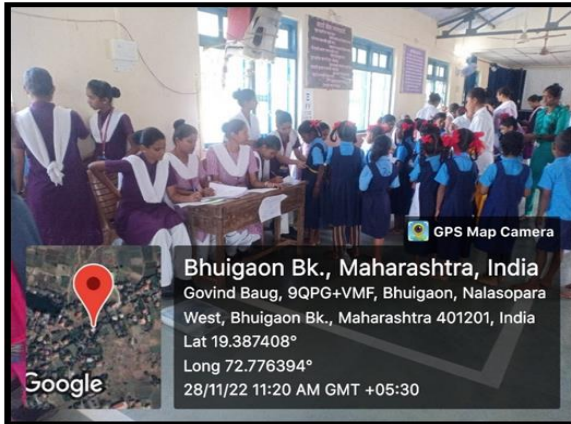 GPS Map Camera
Bhuigaon Bk., Maharashtra, India
Govind Baug, 9QPG+VMF, Bhuigaon, Nalasopara
West, Bhuigaon Bk., Maharashtra 401201, India
Lat 19.387408°
Long 72.776394°
28/11/22 11:20 AM GMT +05:30
Google